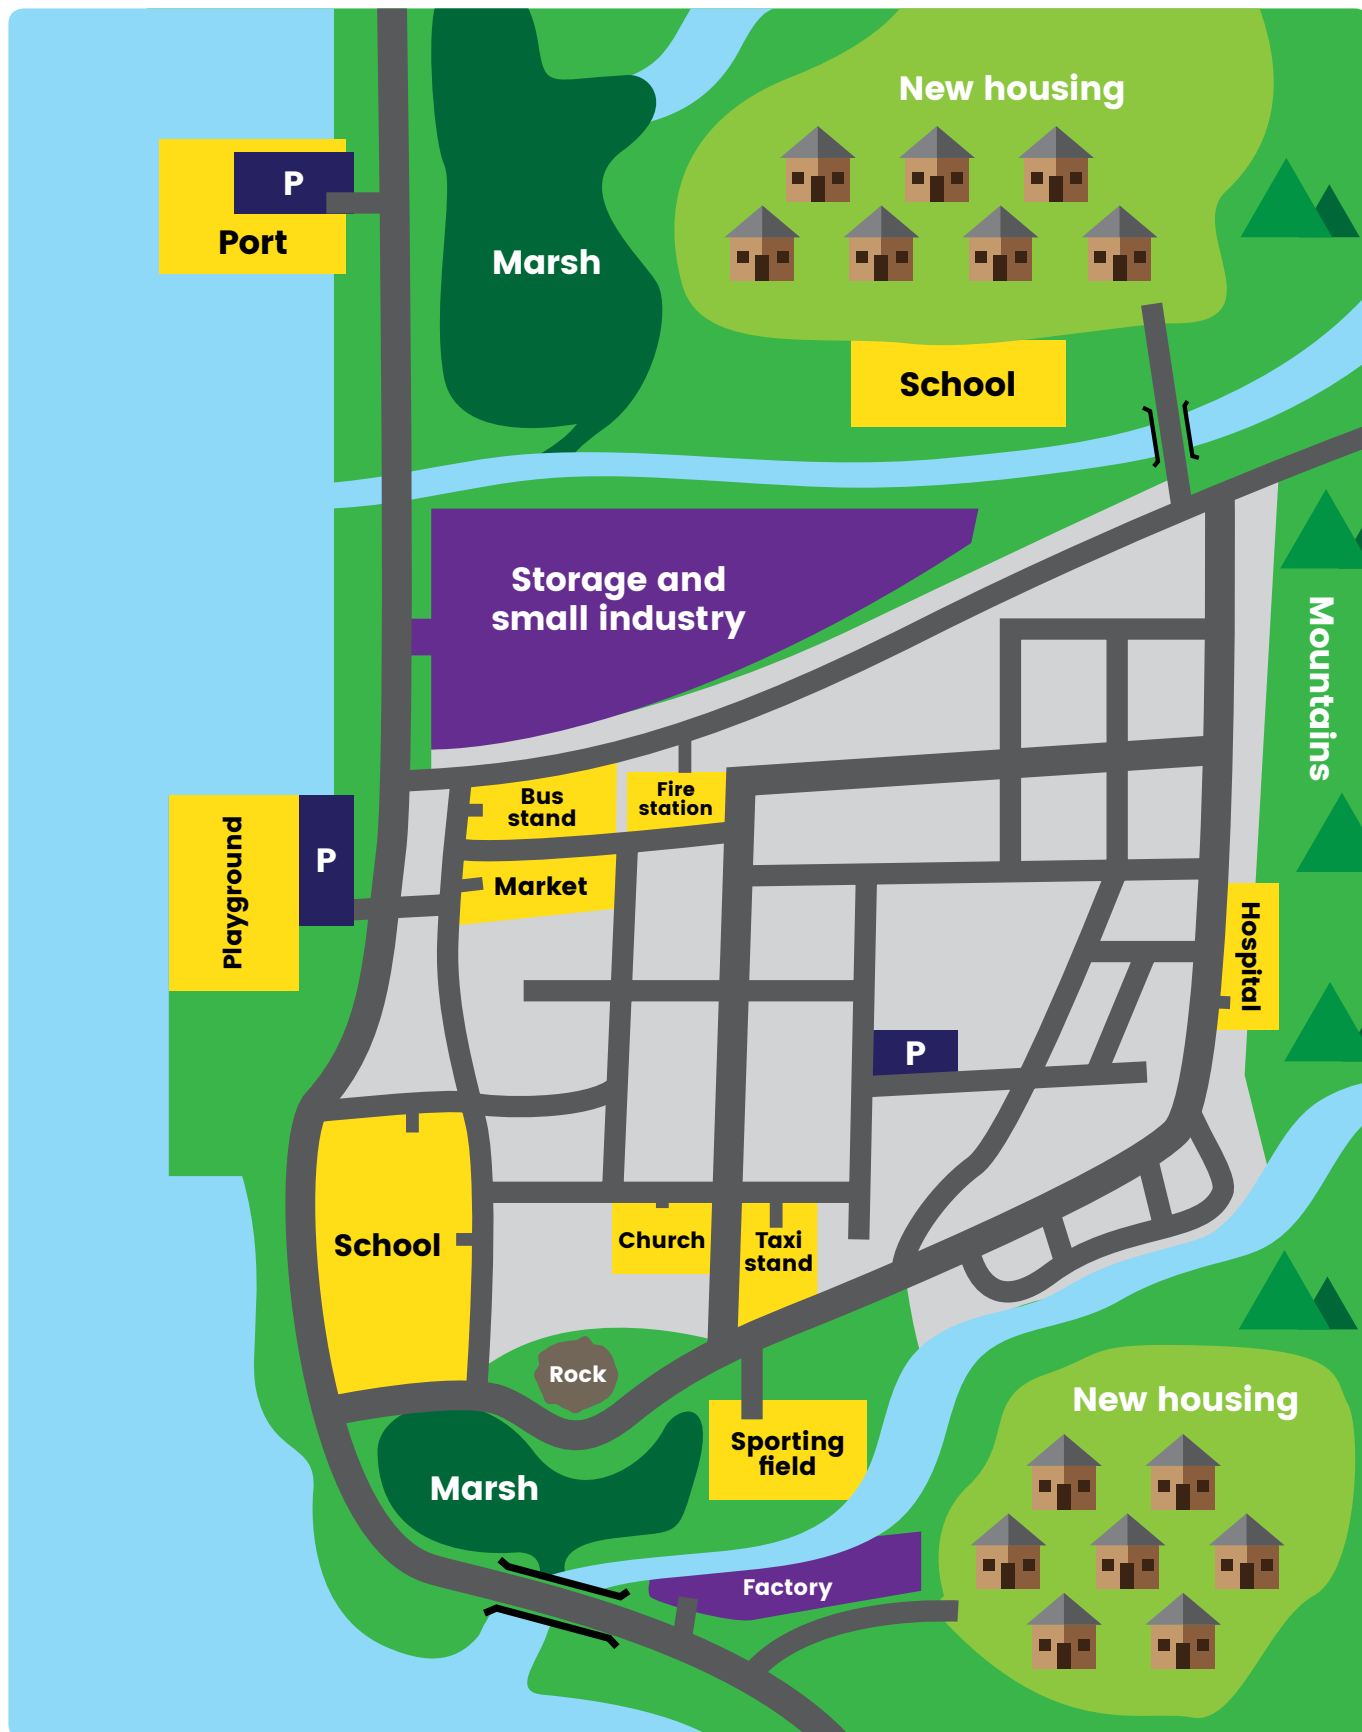 New housing
P
Port
Marsh
School
Storage and
small industry
Mountains
Bus
stand
Fire
station
Playground
P
Market
Hospital
P
School
Church
Taxi
stand
Rock
New housing
Sporting
field
Marsh
Factory